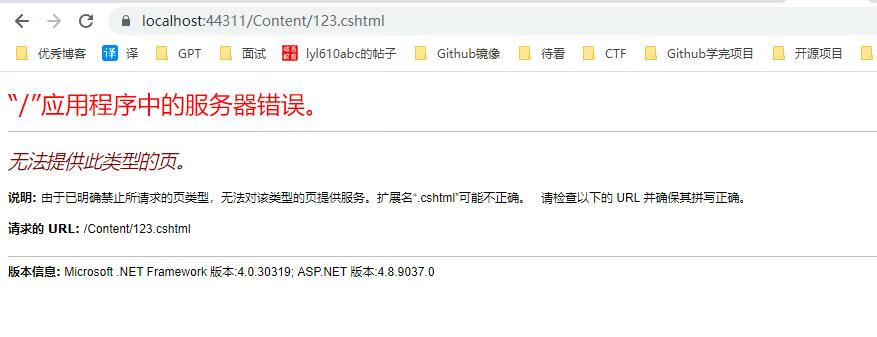 localhost:44311/Content/123.cshtml
优秀博客 译 译 GPT 面试 lyl610abc的帖子 Github镜像 待看 CTF Github学完项目 开源项目
“/”应用程序中的服务器错误。
无法提供此类型的页。
说明: 由于已明确禁止所请求的页类型，无法对该类型的页提供服务。扩展名“.cshtml”可能不正确。 请检查以下的 URL 并确保其拼写正确。
请求的 URL: /Content/123.cshtml
版本信息: Microsoft .NET Framework 版本:4.0.30319; ASP.NET 版本:4.8.9037.0